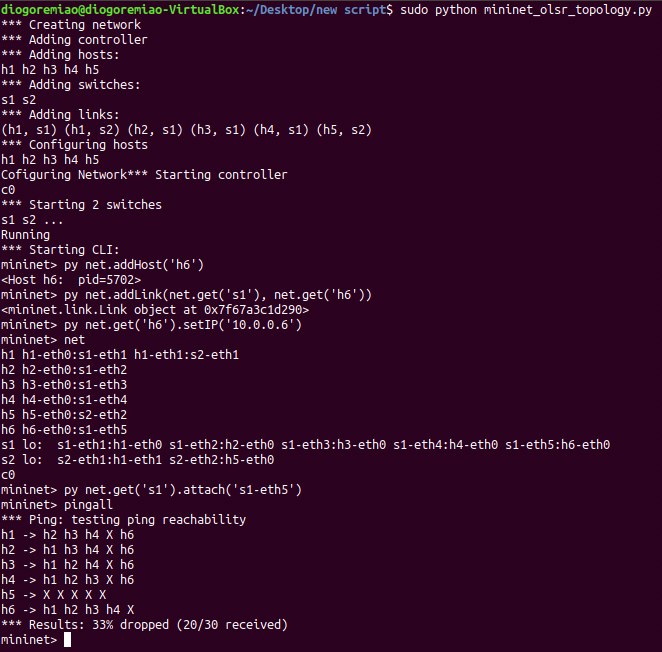 diogoremiao@diogoremiao-VirtualBox:~/Desktop/new script$ sudo python mininet_olsr_topology.py
*** Creating network
*** Adding controller
*** Adding hosts:
h1 h2 h3 h4 h5
*** Adding switches:
s1 s2
*** Adding links:
(h1, s1) (h1, s2) (h2, s1) (h3, s1) (h4, s1) (h5, s2)
*** Configuring hosts
h1 h2 h3 h4 h5
Cofiguring Network*** Starting controller
c0
*** Starting 2 switches
s1 s2 ...
Running
*** Starting CLI:
mininet> py net.addHost('h6')
<Host h6:  pid=5702>
mininet> py net.addLink(net.get('s1'), net.get('h6'))
<mininet.link.Link object at 0x7f67a3c1d290>
mininet> py net.get('h6').setIP('10.0.0.6')
mininet> net
h1 h1-eth0:s1-eth1 h1-eth1:s2-eth1
h2 h2-eth0:s1-eth2
h3 h3-eth0:s1-eth3
h4 h4-eth0:s1-eth4
h5 h5-eth0:s2-eth2
h6 h6-eth0:s1-eth5
s1 lo:  s1-eth1:h1-eth0 s1-eth2:h2-eth0 s1-eth3:h3-eth0 s1-eth4:h4-eth0 s1-eth5:h6-eth0
s2 lo:  s2-eth1:h1-eth1 s2-eth2:h5-eth0
c0
mininet> py net.get('s1').attach('s1-eth5')
mininet> pingall
*** Ping: testing ping reachability
h1 -> h2 h3 h4 X h6
h2 -> h1 h3 h4 X h6
h3 -> h1 h2 h4 X h6
h4 -> h1 h2 h3 X h6
h5 -> X X X X X
h6 -> h1 h2 h3 h4 X
*** Results: 33% dropped (20/30 received)
mininet>